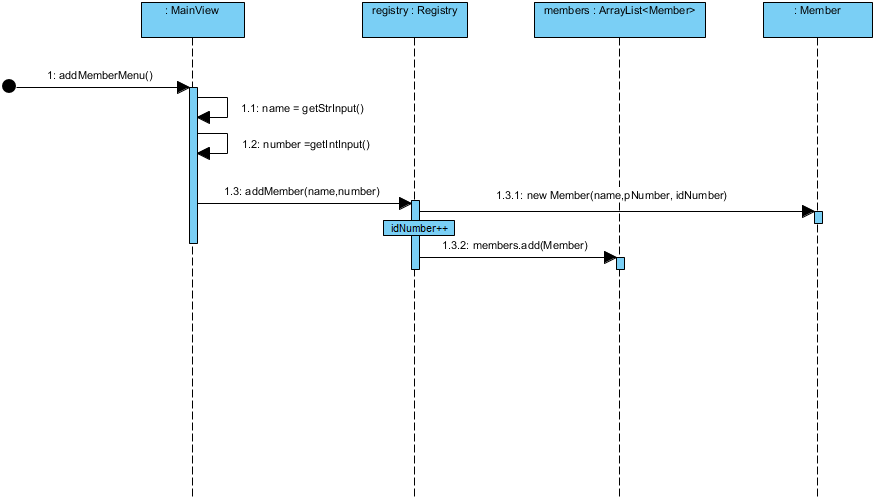 : MainView
registry : Registry
members : ArrayList<Member>
: Member
1: addMemberMenu()
1.1: name = getStrInput()
1.2: number =getIntInput()
1.3: addMember(name,number)
1.3.1: new Member(name,pNumber, idNumber)
idNumber++
1.3.2: members.add(Member)